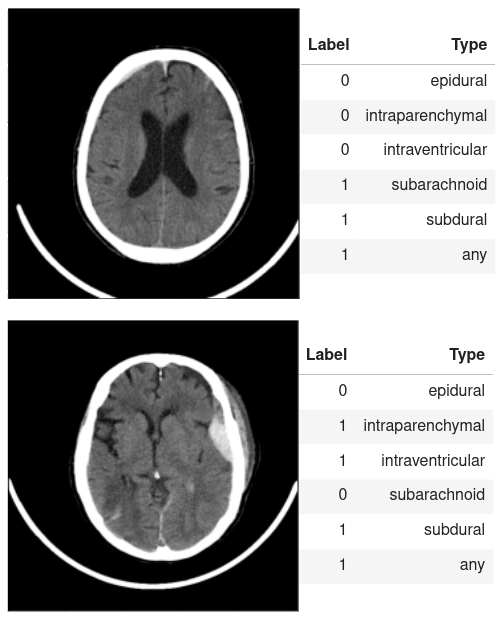 Label Type
0 epidural
0 intraparenchymal
0 intraventricular
1 subarachnoid
1 subdural
1 any
Label Type
0 epidural
1 intraparenchymal
1 intraventricular
0 subarachnoid
1 subdural
1 any